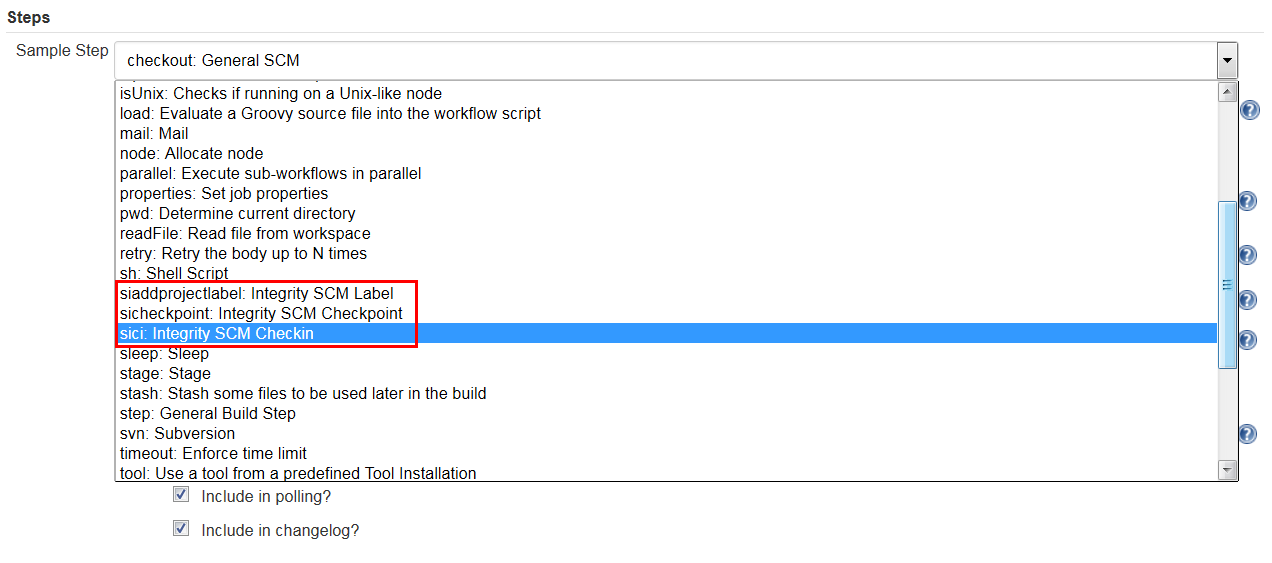 Steps
Sample Step
checkout: General SCM
isUnix: Checks if running on a Unix-like node
load: Evaluate a Groovy source file into the workflow script
mail: Mail
node: Allocate node
parallel: Execute sub-workflows in parallel
properties: Set job properties
pwd: Determine current directory
readFile: Read file from workspace
retry: Retry the body up to N times
sh: Shell Script
siaddprojectlabel: Integrity SCM Label
sicheckpoint: Integrity SCM Checkpoint
sici: Integrity SCM Checkin
sleep: Sleep
stage: Stage
stash: Stash some files to be used later in the build
step: General Build Step
svn: Subversion
timeout: Enforce time limit
tool: Use a tool from a predefined Tool Installation
Include in polling?
Include in changelog?